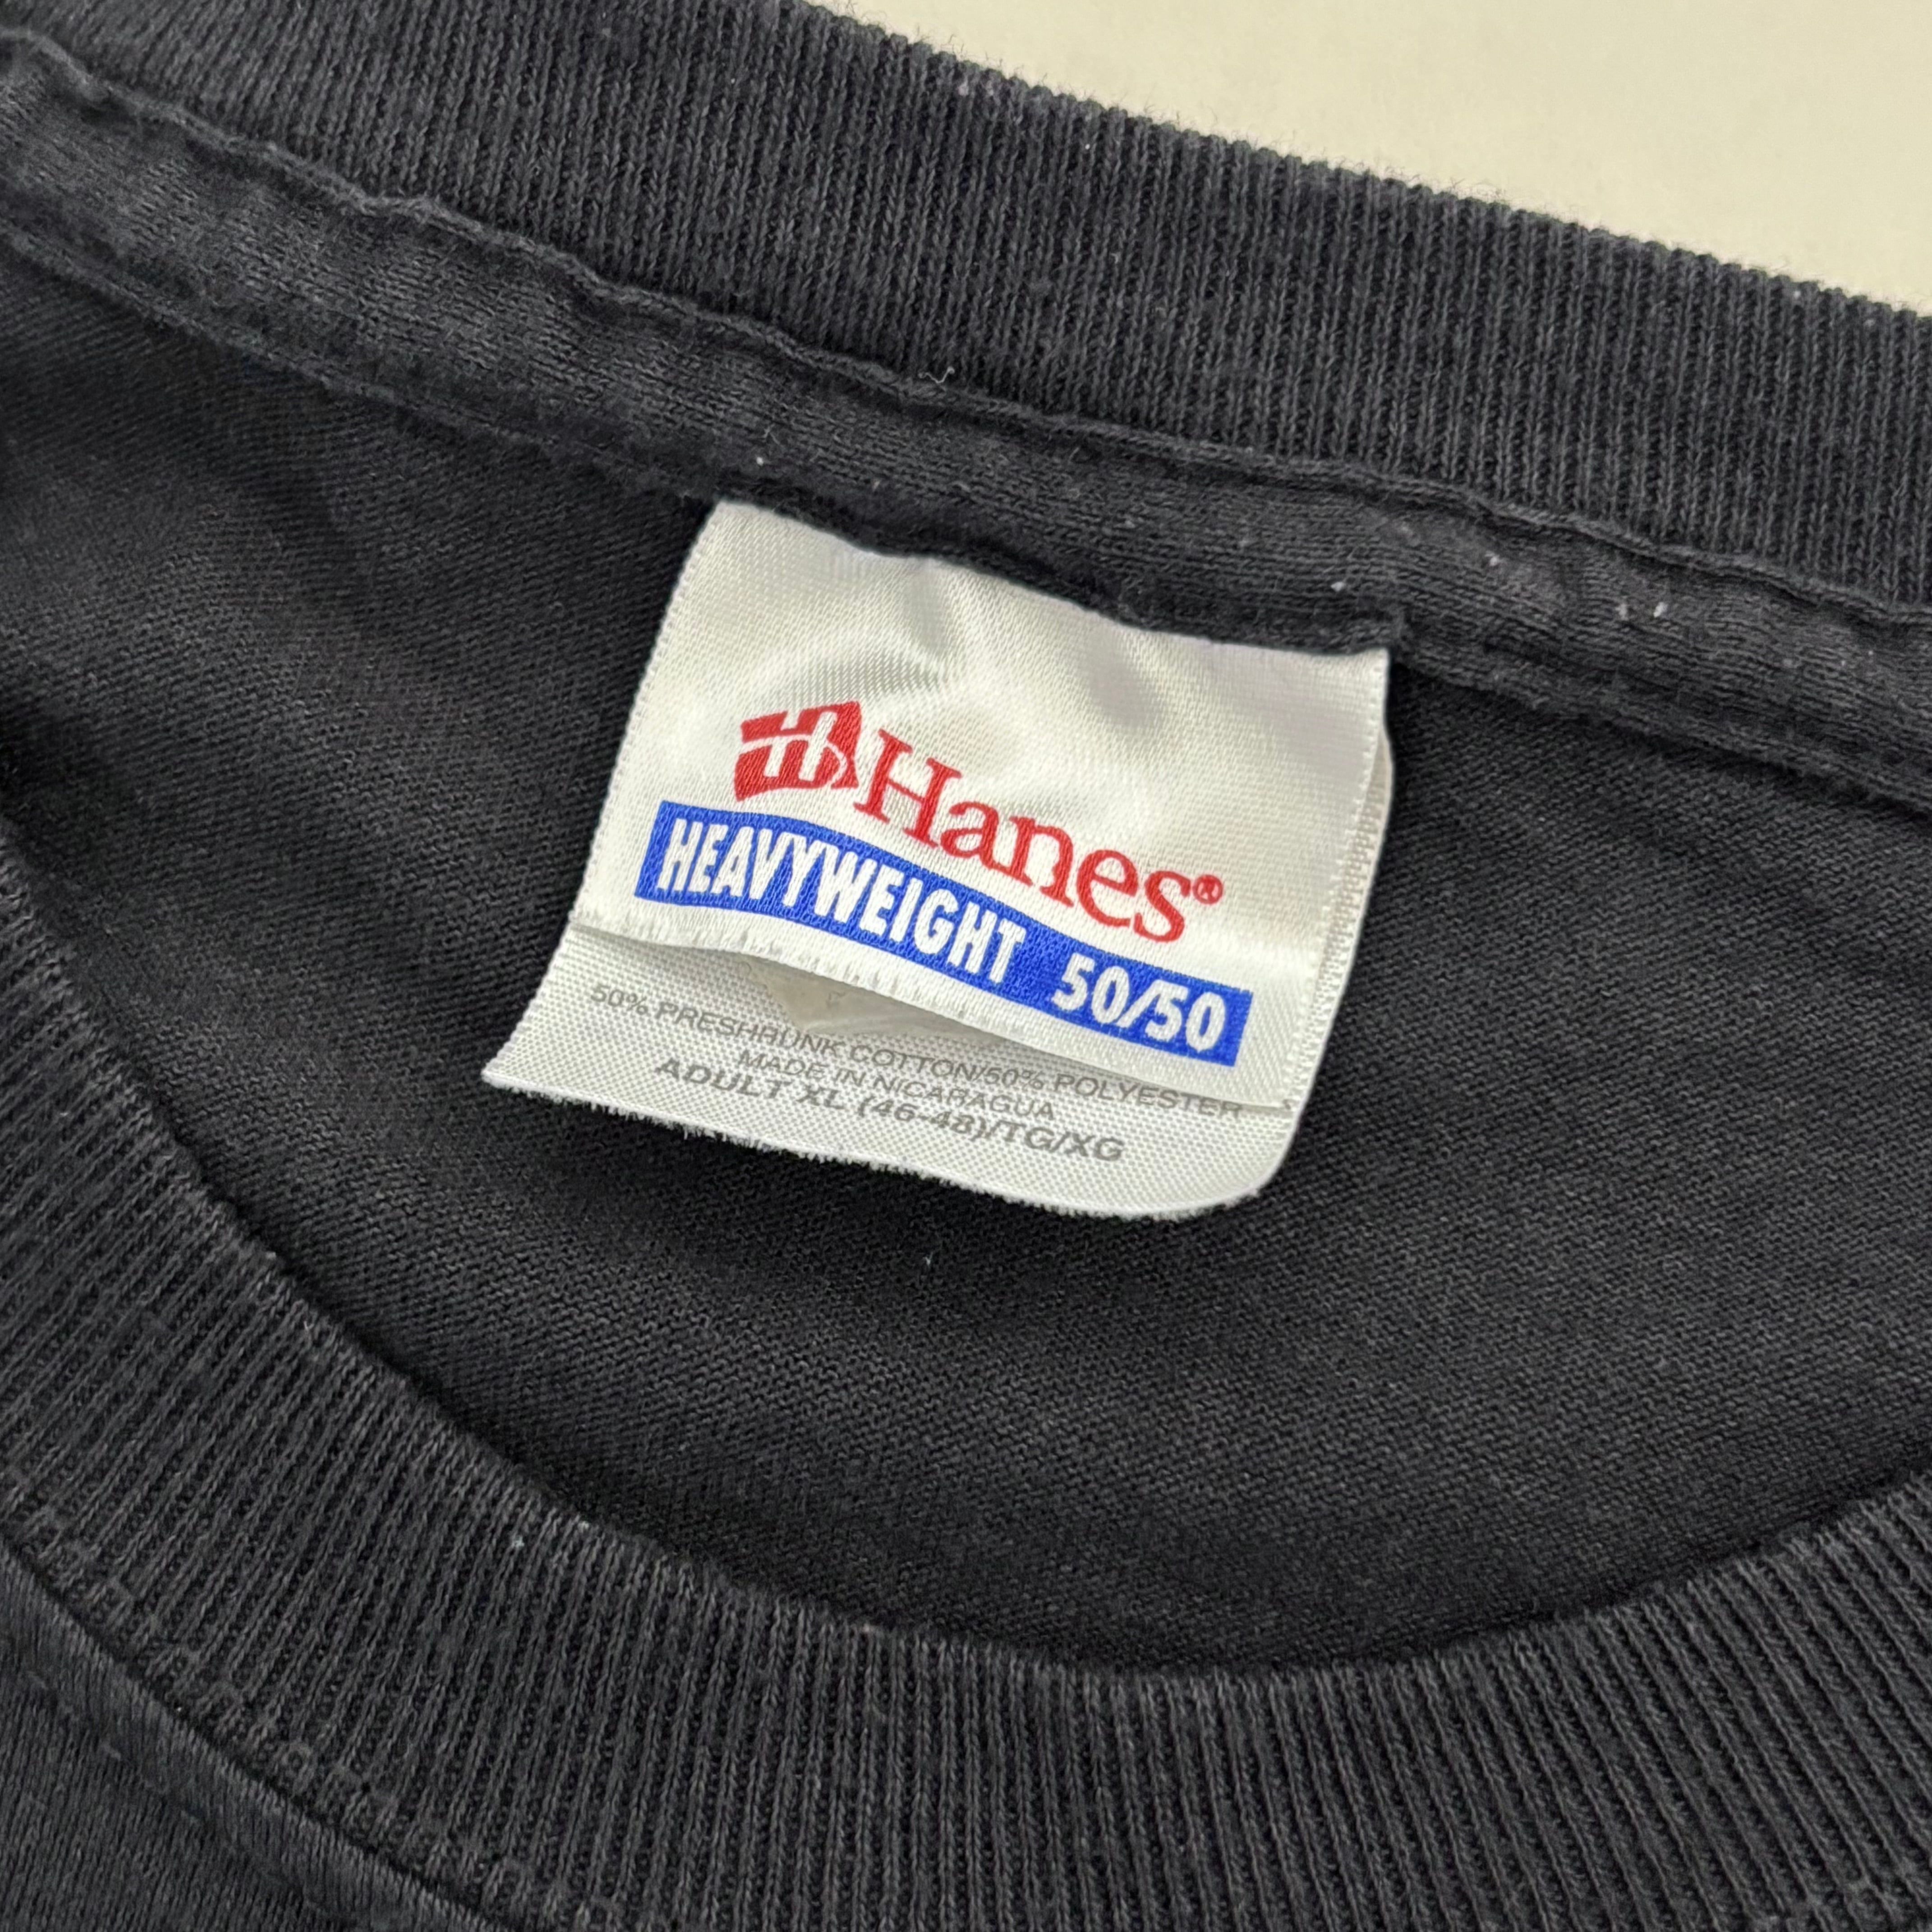 Hanes®
HEAVYWEIGHT 50/50
50% PRESHRUNK COTTON/50% POLYESTER
MADE IN NICARAGUA
ADULT XL (46-48)/TG/XG